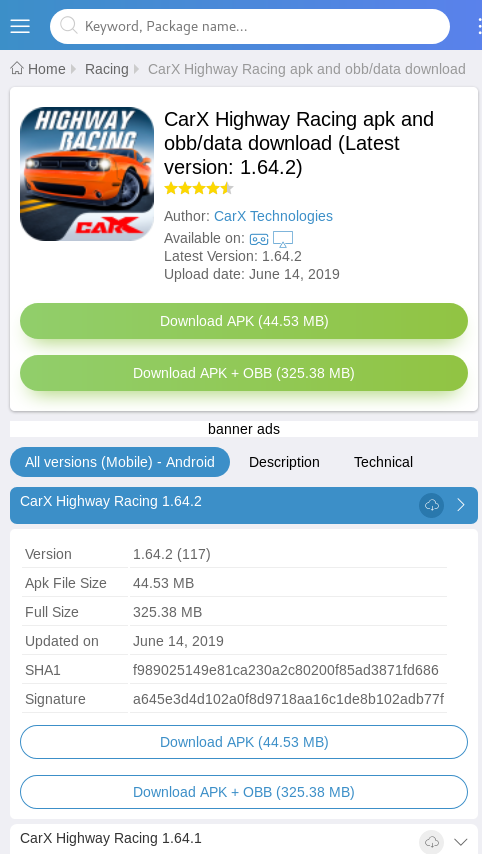 Keyword, Package name...
Home Racing CarX Highway Racing apk and obb/data download
HIGHWAY
RACING
CARX
CarX Highway Racing apk and
obb/data download (Latest
version: 1.64.2)
Author: CarX Technologies
Available on:
Latest Version: 1.64.2
Upload date: June 14, 2019
Download APK (44.53 MB)
Download APK + OBB (325.38 MB)
banner ads
All versions (Mobile) - Android Description Technical
CarX Highway Racing 1.64.2
Version 1.64.2 (117)
Apk File Size 44.53 MB
Full Size 325.38 MB
Updated on June 14, 2019
SHA1 f989025149e81ca230a2c80200f85ad3871fd686
Signature a645e3d4d102a0f8d9718aa16c1de8b102adb77f
Download APK (44.53 MB)
Download APK + OBB (325.38 MB)
CarX Highway Racing 1.64.1